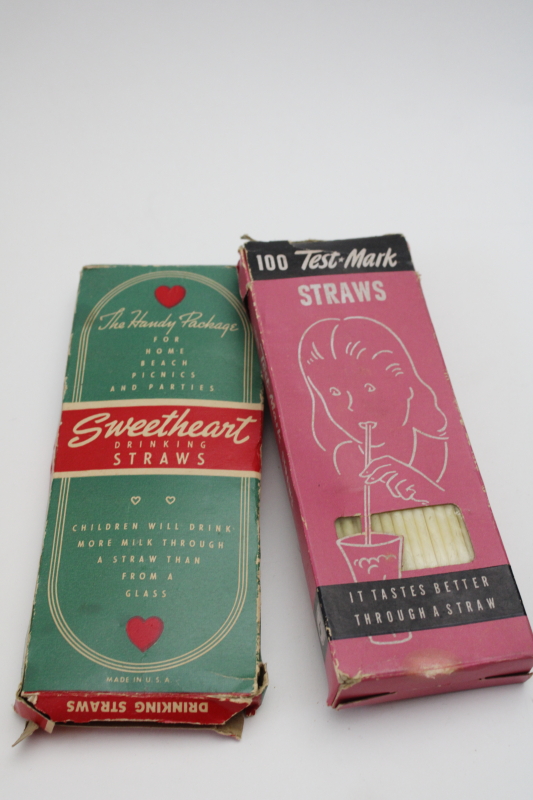 The Handy Package
FOR
HOME
BEACH
PICNICS
AND PARTIES
Sweetheart
DRINKING
STRAWS
CHILDREN WILL DRINK
MORE MILK THROUGH
A STRAW THAN
FROM A
GLASS
MADE IN U.S.A
DRINKING STRAWS
100 Test-Mark
STRAWS
IT TASTES BETTER
THROUGH A STRAW